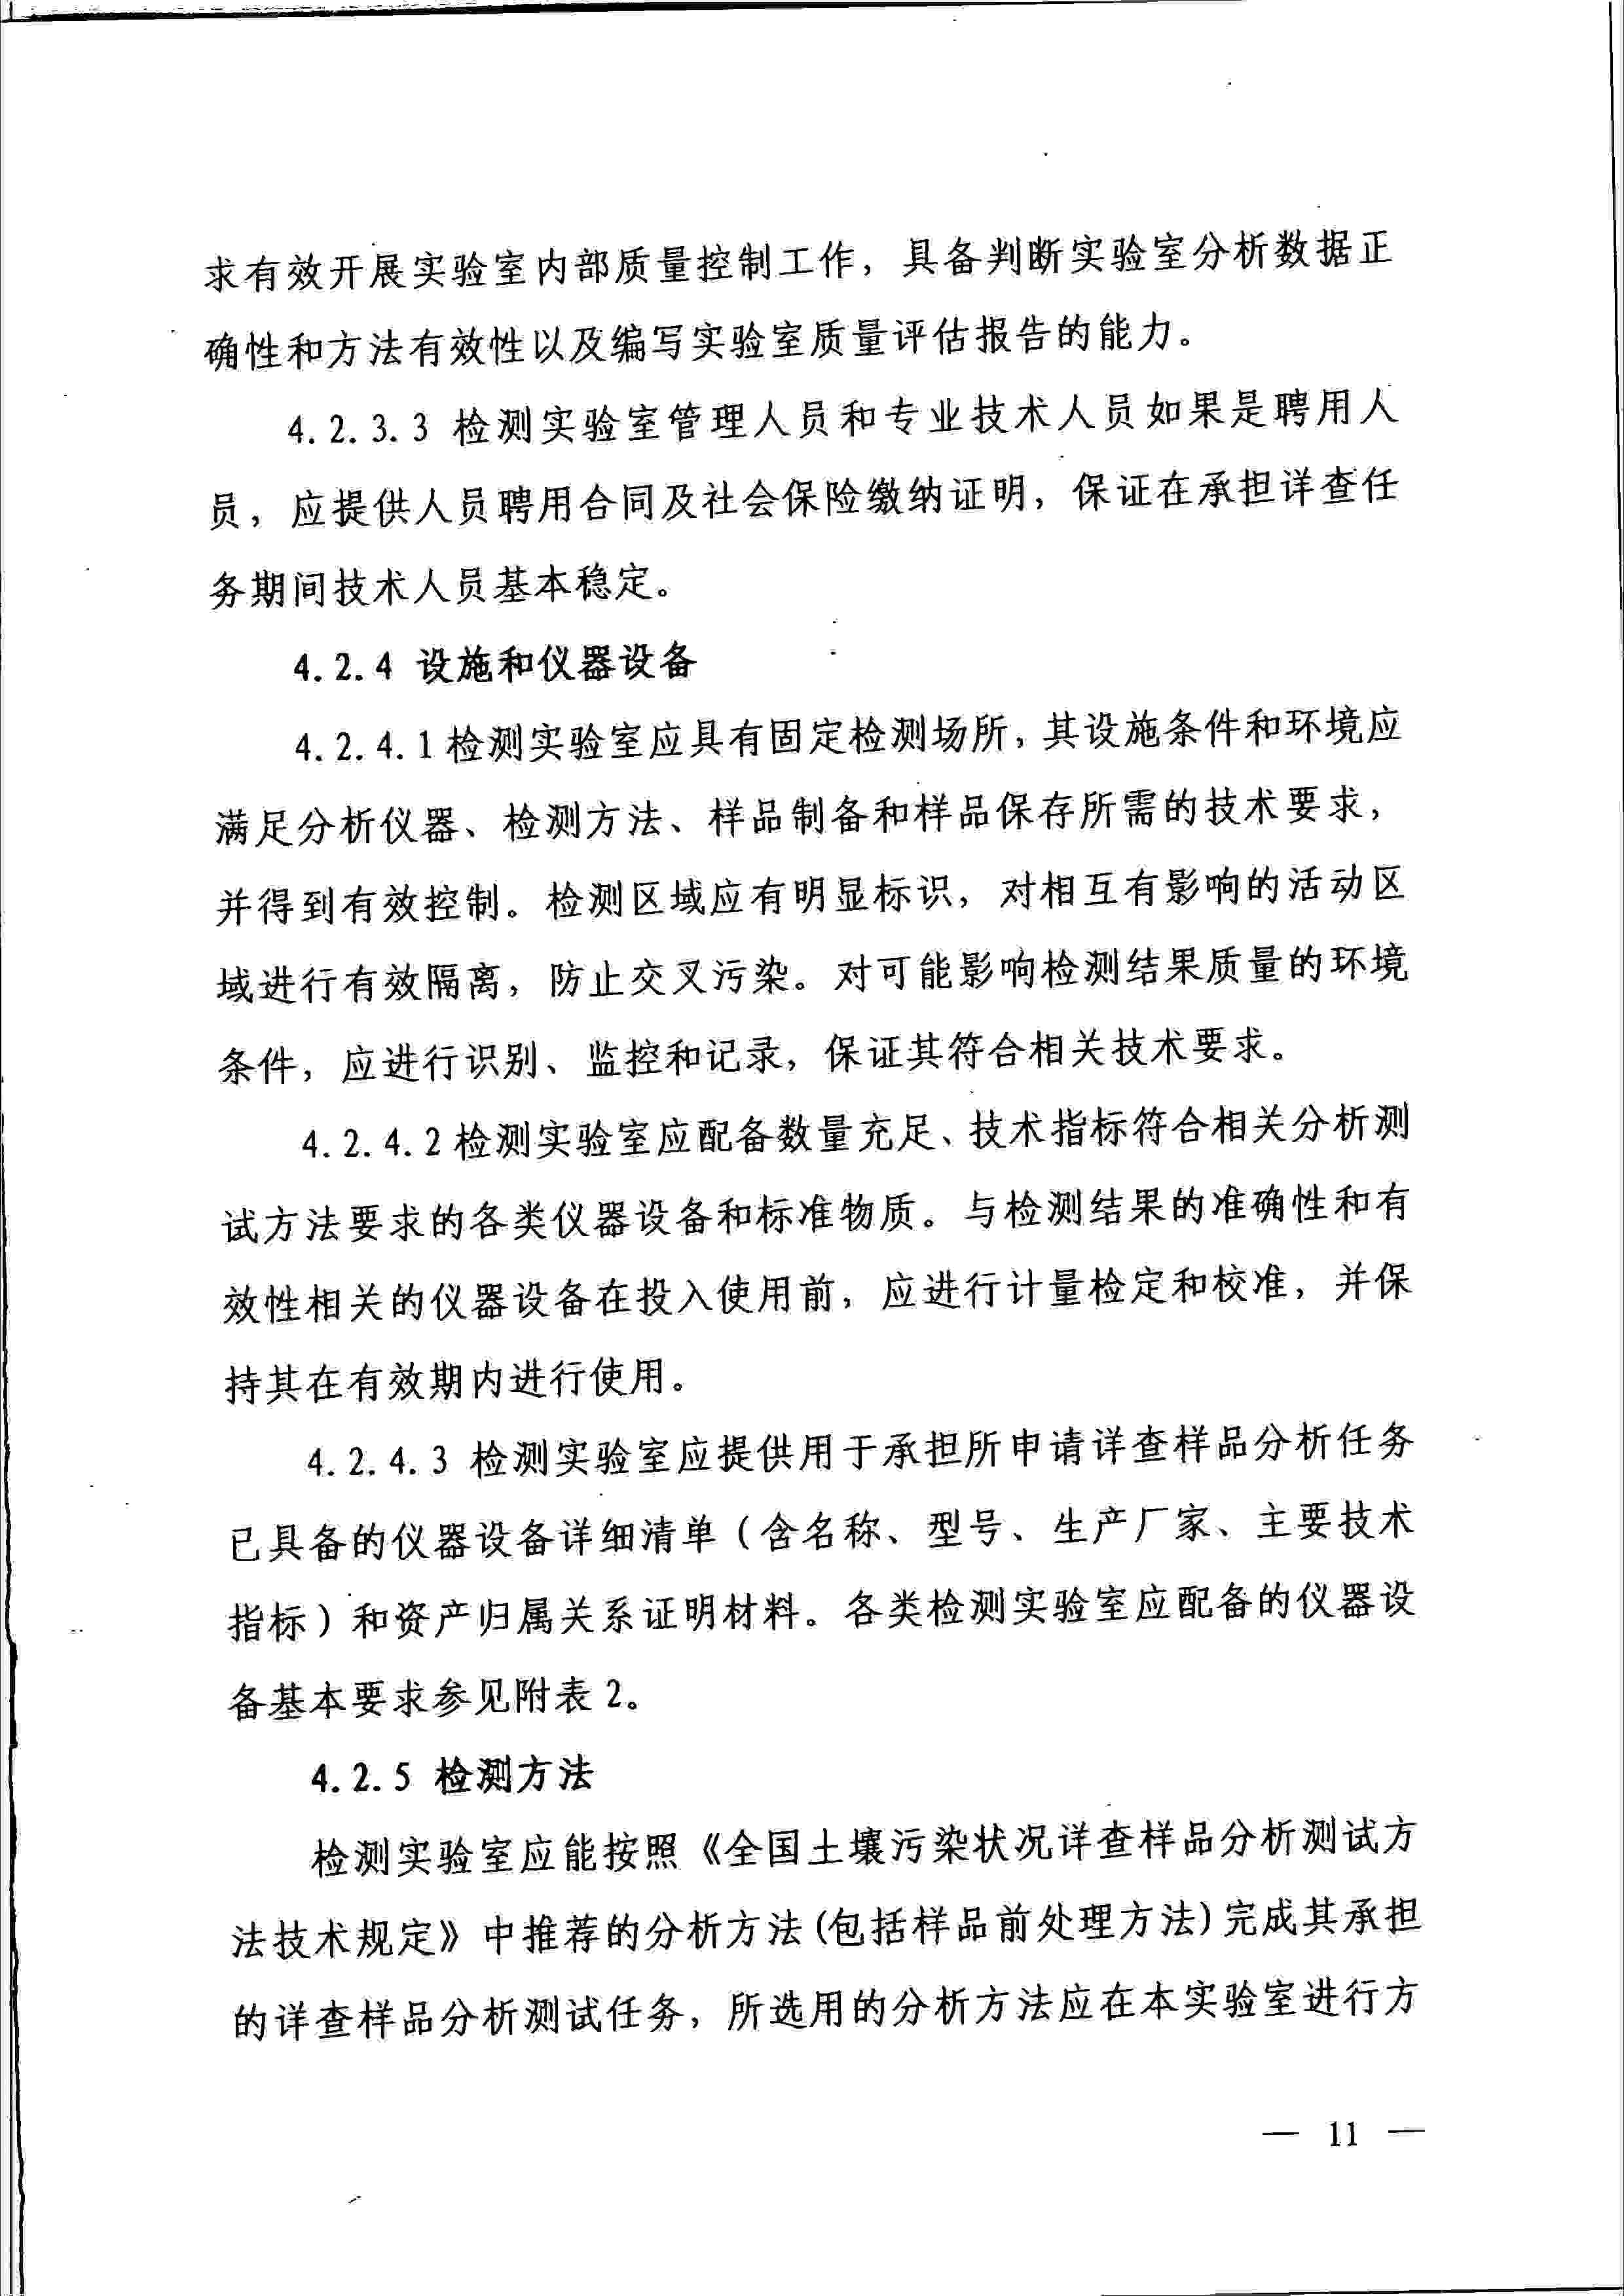 求有效开展实验室内部质量控制工作，具备判断实验室分析数据正
确性和方法有效性以及编写实验室质量评估报告的能力。
4.2.3.3 检测实验室管理人员和专业技术人员如果是聘用人
员，应提供人员聘用合同及社会保险缴纳证明，保证在承担详查任
务期间技术人员基本稳定。
4.2.4 设施和仪器设备
4.2.4.1检测实验室应具有固定检测场所，其设施条件和环境应
满足分析仪器、检测方法、样品制备和样品保存所需的技术要求，
并得到有效控制。检测区域应有明显标识，对相互有影响的活动区
域进行有效隔离，防止交叉污染。对可能影响检测结果质量的环境
条件，应进行识别、监控和记录，保证其符合相关技术要求。
4.2.4.2检测实验室应配备数量充足、技术指标符合相关分析测
试方法要求的各类仪器设备和标准物质。与检测结果的准确性和有
效性相关的仪器设备在投入使用前，应进行计量检定和校准，并保
持其在有效期内进行使用。
4.2.4.3 检测实验室应提供用于承担所申请详查样品分析任务
已具备的仪器设备详细清单（含名称、型号、生产厂家、主要技术
指标）和资产归属关系证明材料。各类检测实验室应配备的仪器设
备基本要求参见附表2。
4.2.5 检测方法
检测实验室应能按照《全国土壤污染状况详查样品分析测试方
法技术规定》中推荐的分析方法(包括样品前处理方法)完成其承担
的详查样品分析测试任务，所选用的分析方法应在本实验室进行方
— 11 —